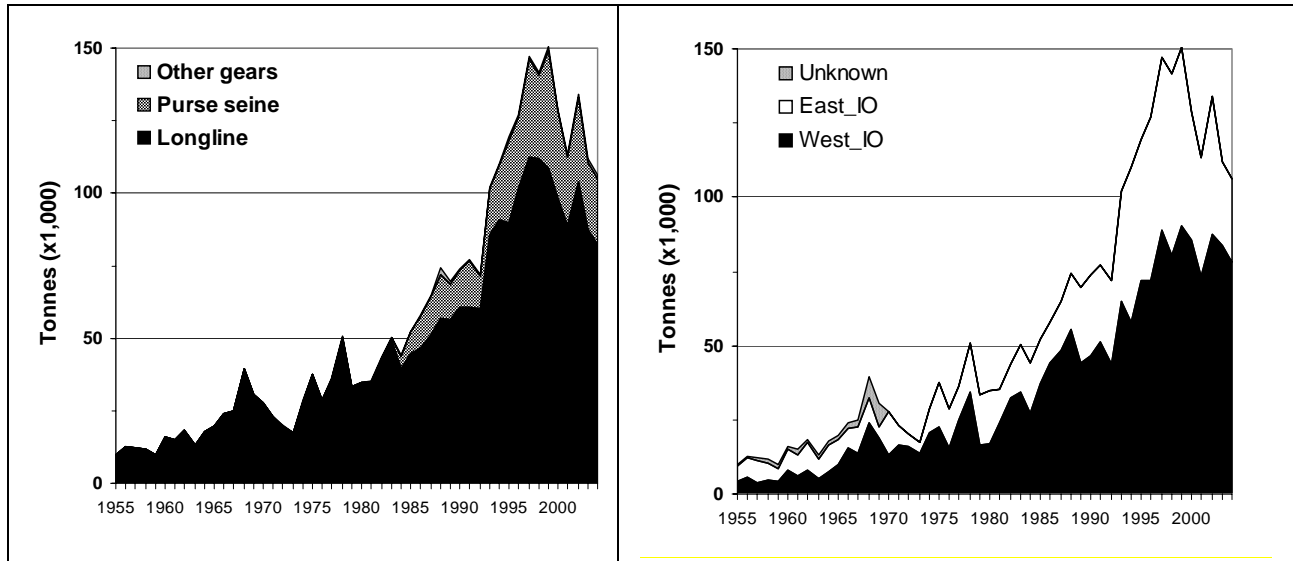 150
100
50
0
Tonnes (x1,000)
Other gears
Purse seine
Longline
1955 1960 1965 1970 1975 1980 1985 1990 1995 2000
150
100
50
0
Tonnes (x1,000)
Unknown
East_IO
West_IO
1955 1960 1965 1970 1975 1980 1985 1990 1995 2000